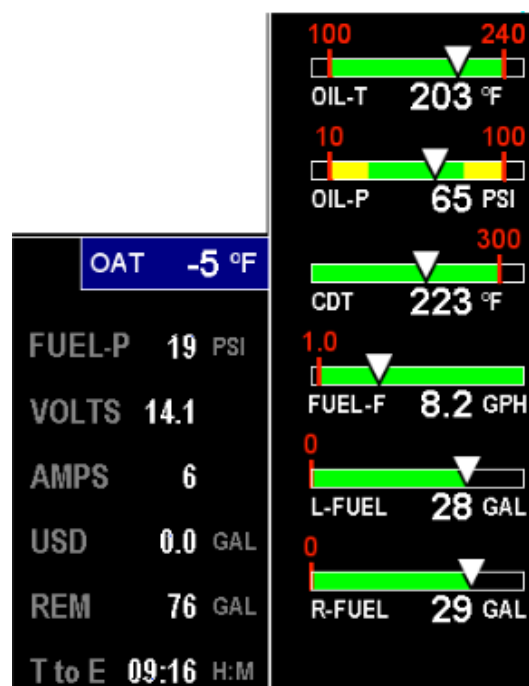 OAT -5 °F
FUEL-P 19 PSI
VOLTS 14.1
AMPS 6
USD 0.0 GAL
REM 76 GAL
T to E 09:16 H:M
100 240
OIL-T 203 °F
10 100
OIL-P 65 PSI
300
CDT 223 °F
1.0
FUEL-F 8.2 GPH
0
L-FUEL 28 GAL
0
R-FUEL 29 GAL